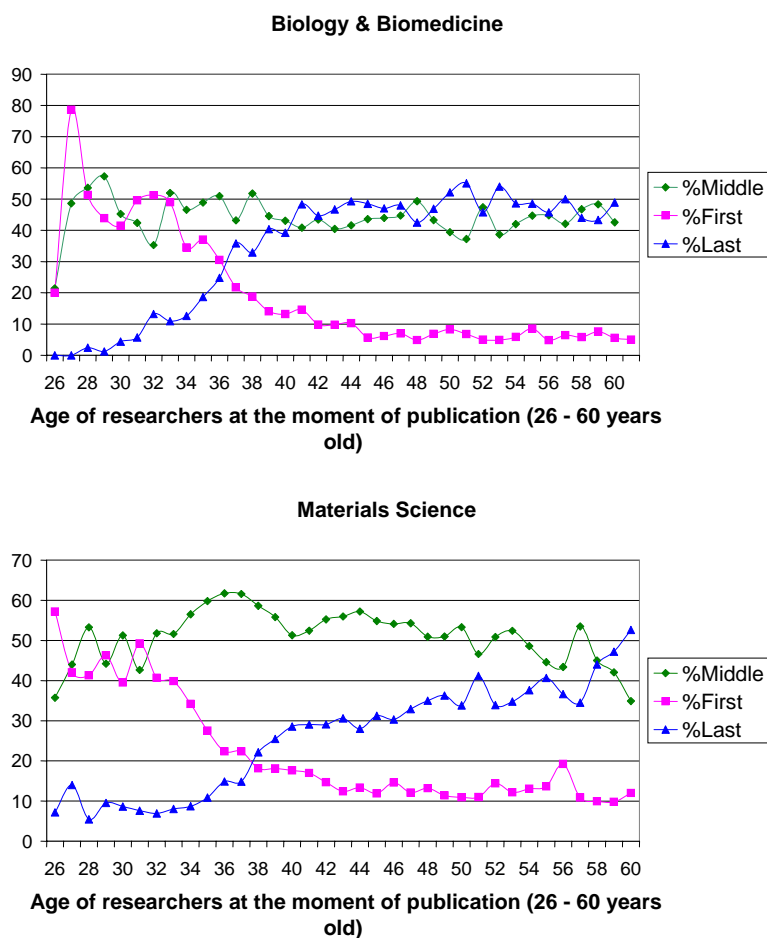 Biology & Biomedicine
90
80
70
60
50
40
30
20
10
0
%Middle
%First
%Last
26 28 30 32 34 36 38 40 42 44 46 48 50 52 54 56 58 60
Age of researchers at the moment of publication (26 - 60 years
old)
Materials Science
70
60
50
40
30
20
10
0
%Middle
%First
%Last
26 28 30 32 34 36 38 40 42 44 46 48 50 52 54 56 58 60
Age of researchers at the moment of publication (26 - 60 years
old)